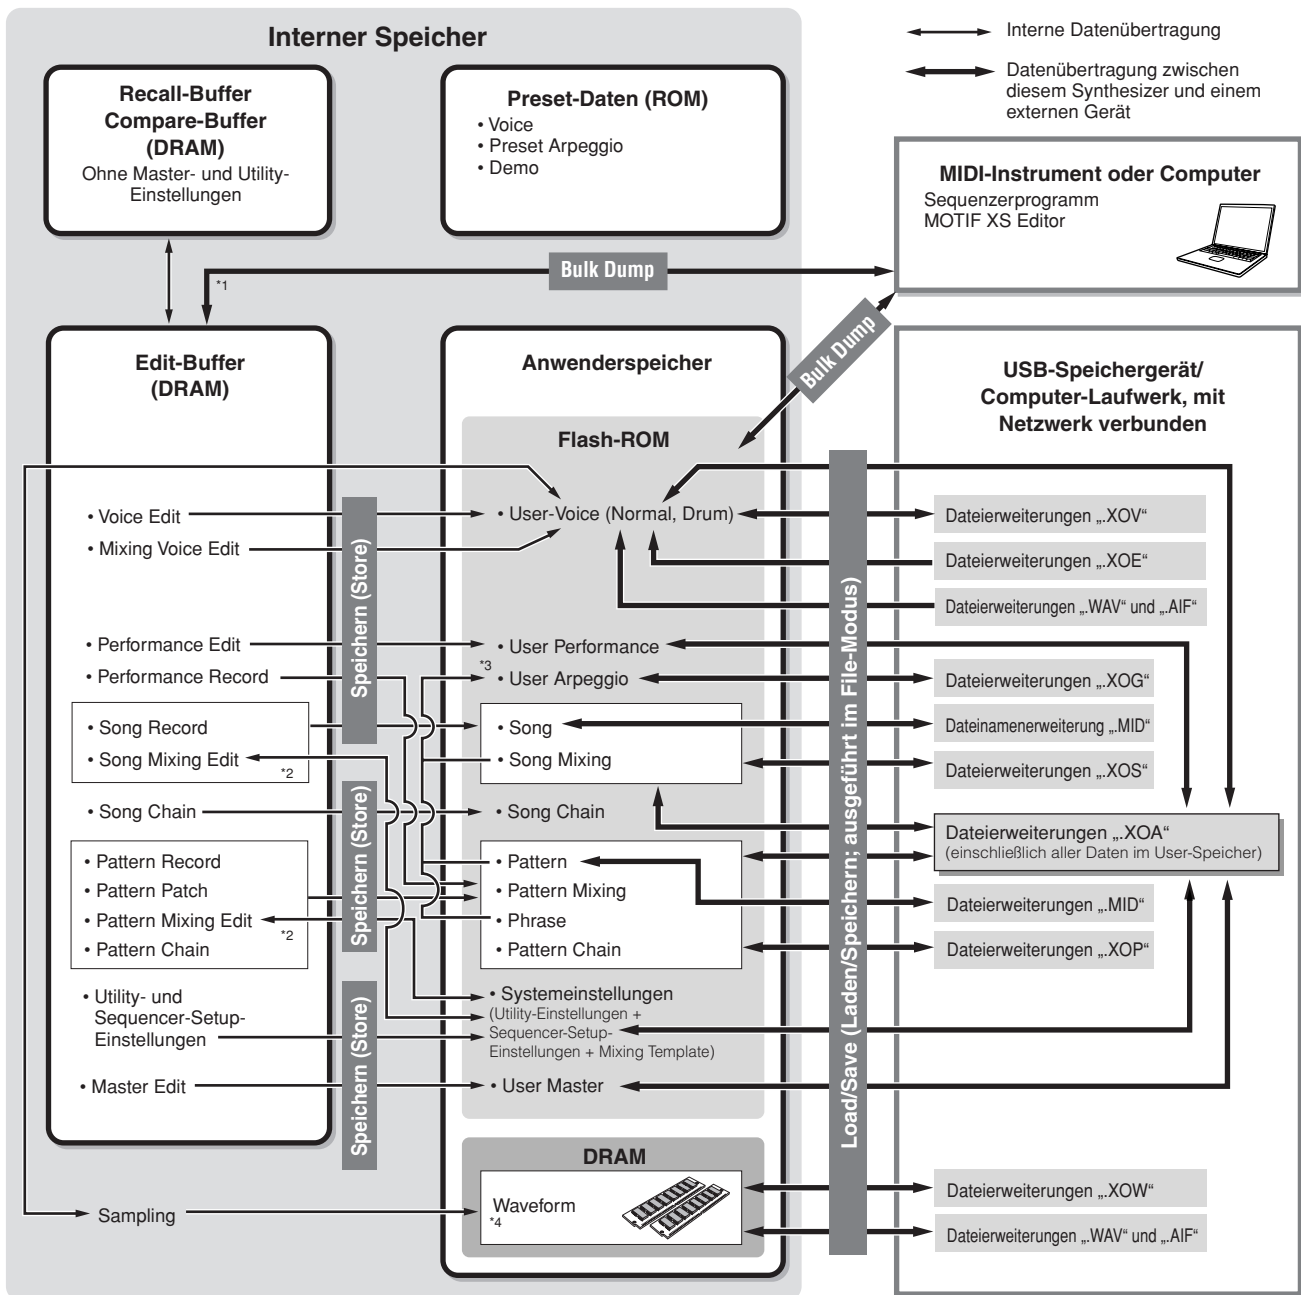 Interner Speicher
Interne Datenübertragung
Datenübertragung zwischen
diesem Synthesizer und einem
externen Gerät
Recall-Buffer
Compare-Buffer
(DRAM)
Ohne Master- und Utility-
Einstellungen
Preset-Daten (ROM)
• Voice
• Preset Arpeggio
• Demo
MIDI-Instrument oder Computer
Sequenzerprogramm
MOTIF XS Editor
Bulk Dump
*1
Bulk Dump
Edit-Buffer
(DRAM)
• Voice Edit
• Mixing Voice Edit
• Performance Edit
• Performance Record
• Song Record
• Song Mixing Edit
*2
• Song Chain
• Pattern Record
• Pattern Patch
• Pattern Mixing Edit
*2
• Pattern Chain
• Utility- und
Sequencer-Setup-
Einstellungen
• Master Edit
• Sampling
Speichern (Store)
Speichern (Store)
Speichern (Store)
Anwenderspeicher
Flash-ROM
• User-Voice (Normal, Drum)
• User Performance
*3
• User Arpeggio
• Song
• Song Mixing
• Song Chain
• Pattern
• Pattern Mixing
• Phrase
• Pattern Chain
• Systemeinstellungen
(Utility-Einstellungen +
Sequencer-Setup-
Einstellungen + Mixing Template)
• User Master
DRAM
Waveform
*4
Load/Save (Laden/Speichern; ausgeführt im File-Modus)
USB-Speichergerät/
Computer-Laufwerk, mit
Netzwerk verbunden
Dateierweiterungen „.XOV“
Dateierweiterungen „.XOE“
Dateierweiterungen „.WAV“ und „.AIF“
Dateierweiterungen „.XOG“
Dateinamenerweiterung „.MID“
Dateierweiterungen „.XOS“
Dateierweiterungen „.XOA“
(einschließlich aller Daten im User-Speicher)
Dateierweiterungen „.MID“
Dateierweiterungen „.XOP“
Dateierweiterungen „.XOW“
Dateierweiterungen „.WAV“ und „.AIF“